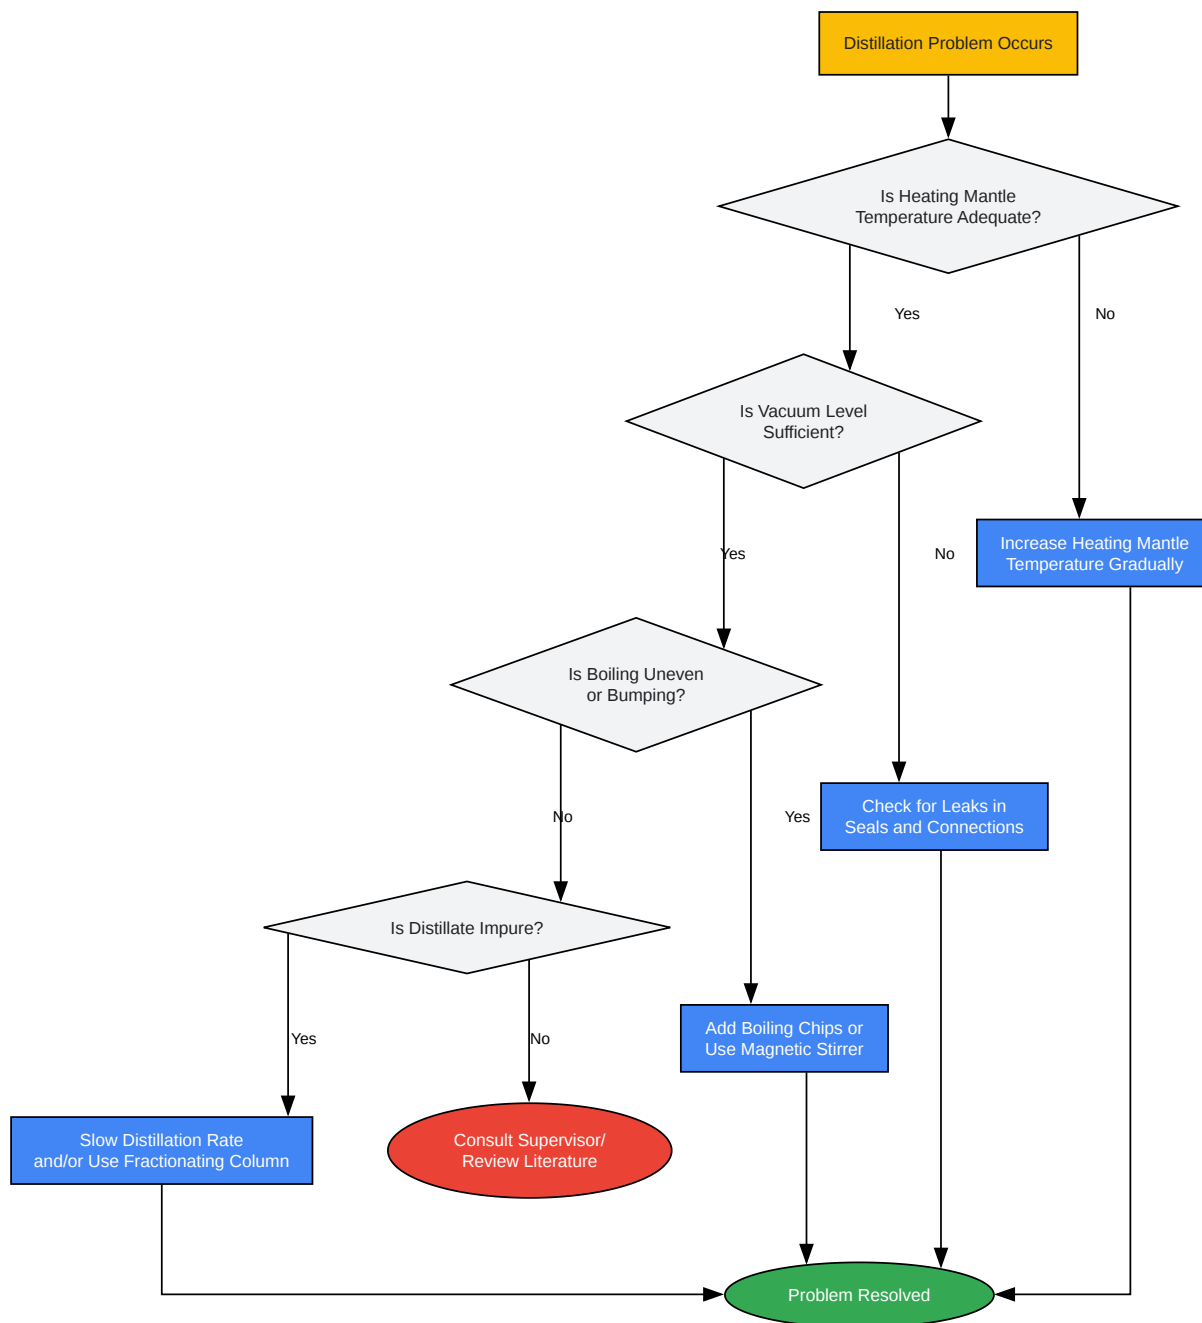 Distillation Problem Occurs
Is Heating Mantle
Temperature Adequate?
Yes
No
Is Vacuum Level
Sufficient?
Yes
No
Increase Heating Mantle
Temperature Gradually
Is Boiling Uneven
or Bumping?
No
Yes
Check for Leaks in
Seals and Connections
Is Distillate Impure?
Yes
No
Add Boiling Chips or
Use Magnetic Stirrer
Slow Distillation Rate
and/or Use Fractionating Column
Consult Supervisor/
Review Literature
Problem Resolved